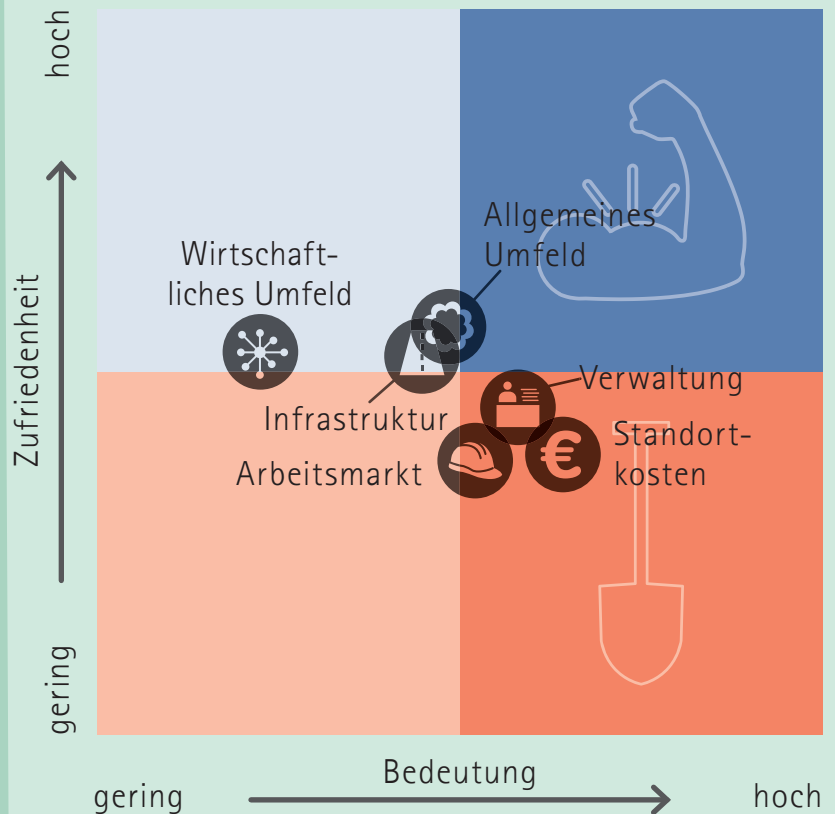 hoch
Allgemeines
Umfeld
Wirtschaft-
liches Umfeld
Zufriedenheit
Verwaltung
Infrastruktur
Standort-
kosten
Arbeitsmarkt
€
gering
Bedeutung
gering
hoch